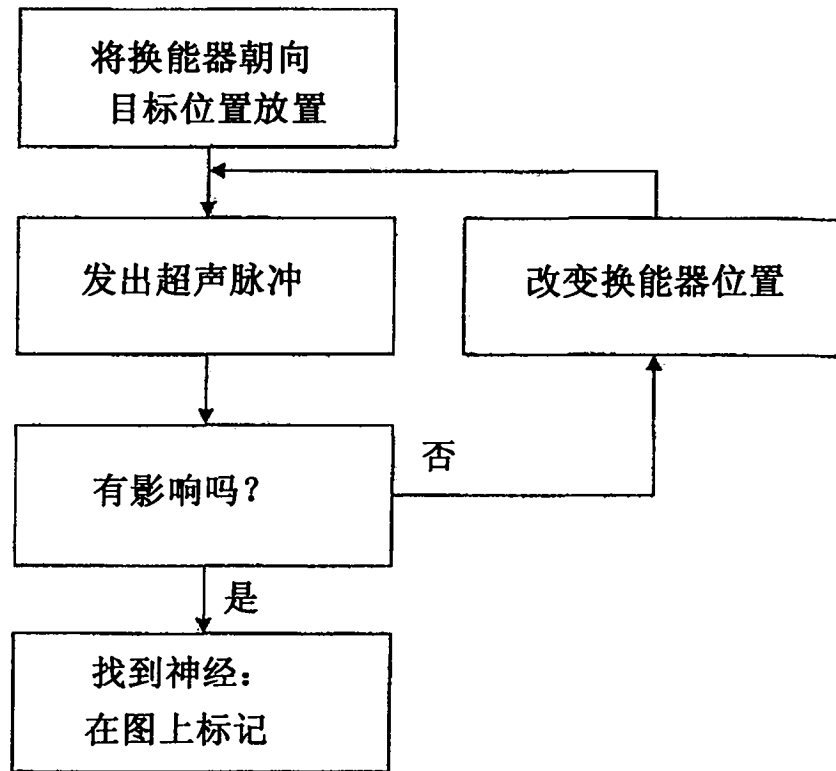 将换能器朝向
目标位置放置
发出超声脉冲
改变换能器位置
有影响吗？
否
是
找到神经：
在图上标记